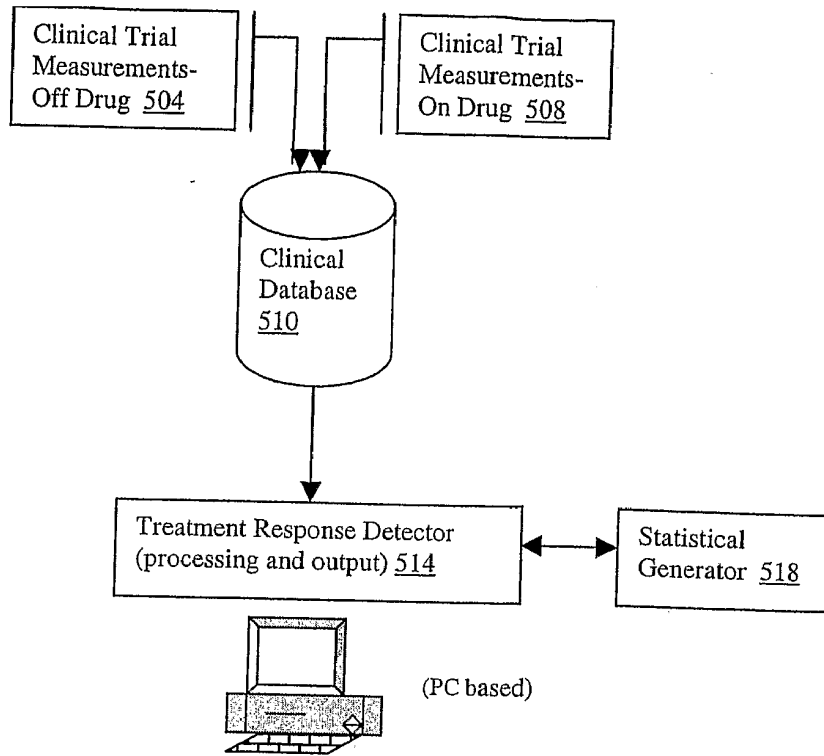 Clinical Trial
Measurements-
Off Drug 504
Clinical Trial
Measurements-
On Drug 508
Clinical
Database
510
Treatment Response Detector
(processing and output) 514
Statistical
Generator 518
(PC based)